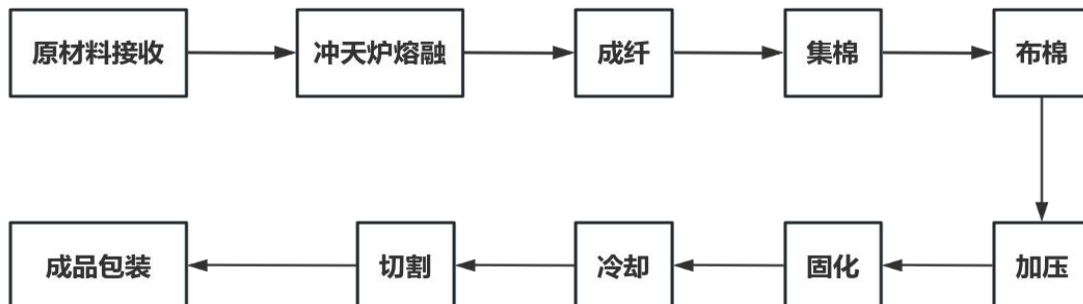 原材料接收
冲天炉熔融
成纤
集棉
布棉
加压
固化
冷却
切割
成品包装